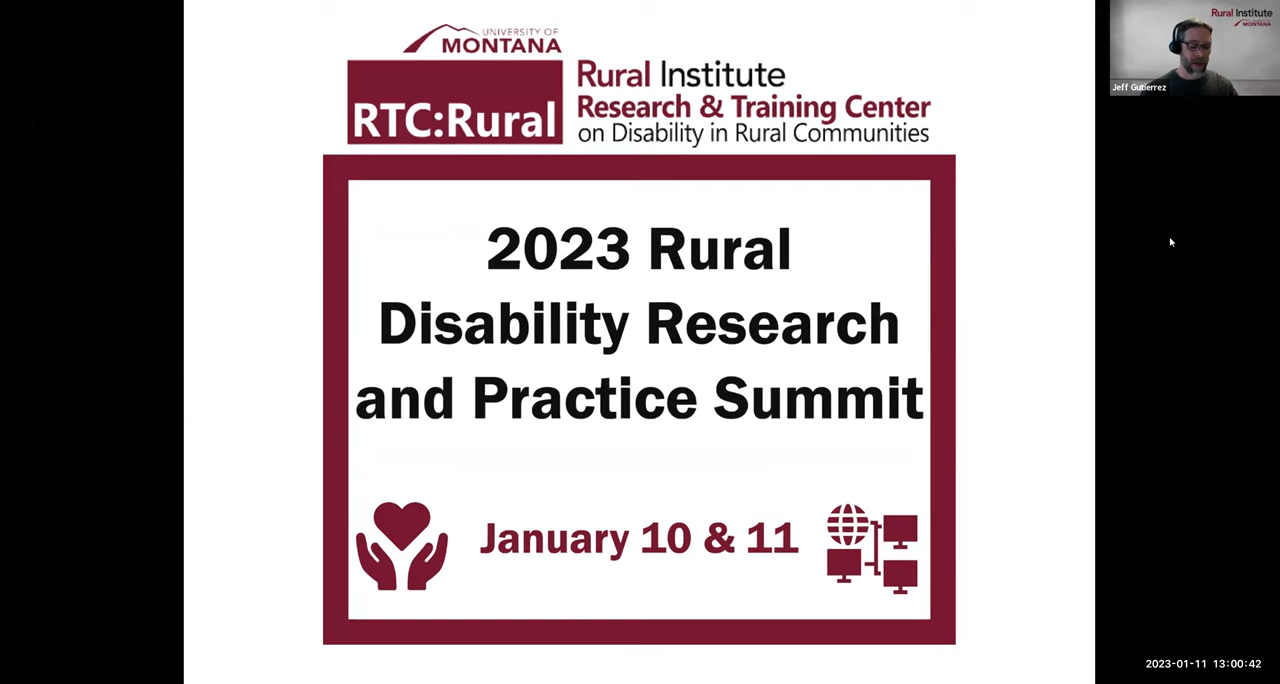 UNIVERSITY OF
MONTANA
RTC:Rural
Rural Institute
Research & Training Center
on Disability in Rural Communities
2023 Rural
Disability Research
and Practice Summit
January 10 & 11
Rural Institute
MONTANA
Jeff Gutierrez
2023-01-11 13:00:42